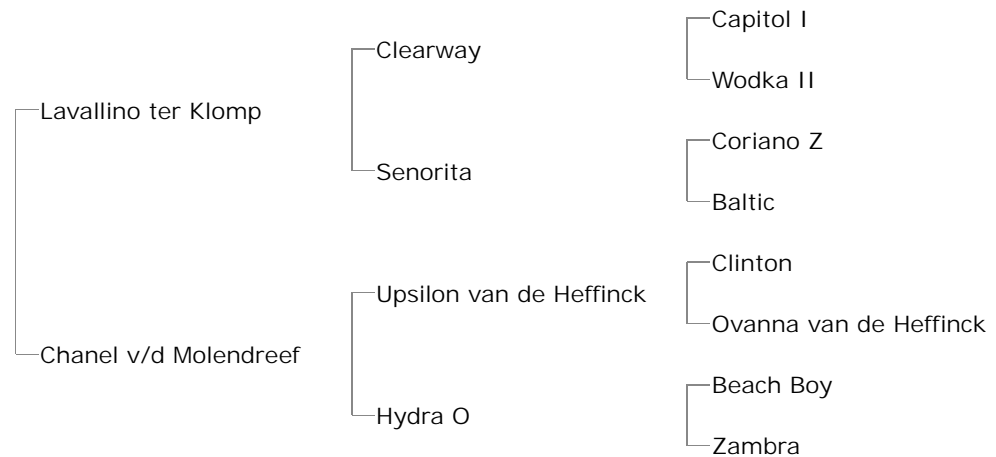 Capitol I
Clearway
Wodka II
Lavallino ter Klomp
Coriano Z
Senorita
Baltic
Clinton
Upsilon van de Heffinck
Ovanna van de Heffinck
Chanel v/d Molendreef
Beach Boy
Hydra O
Zambra